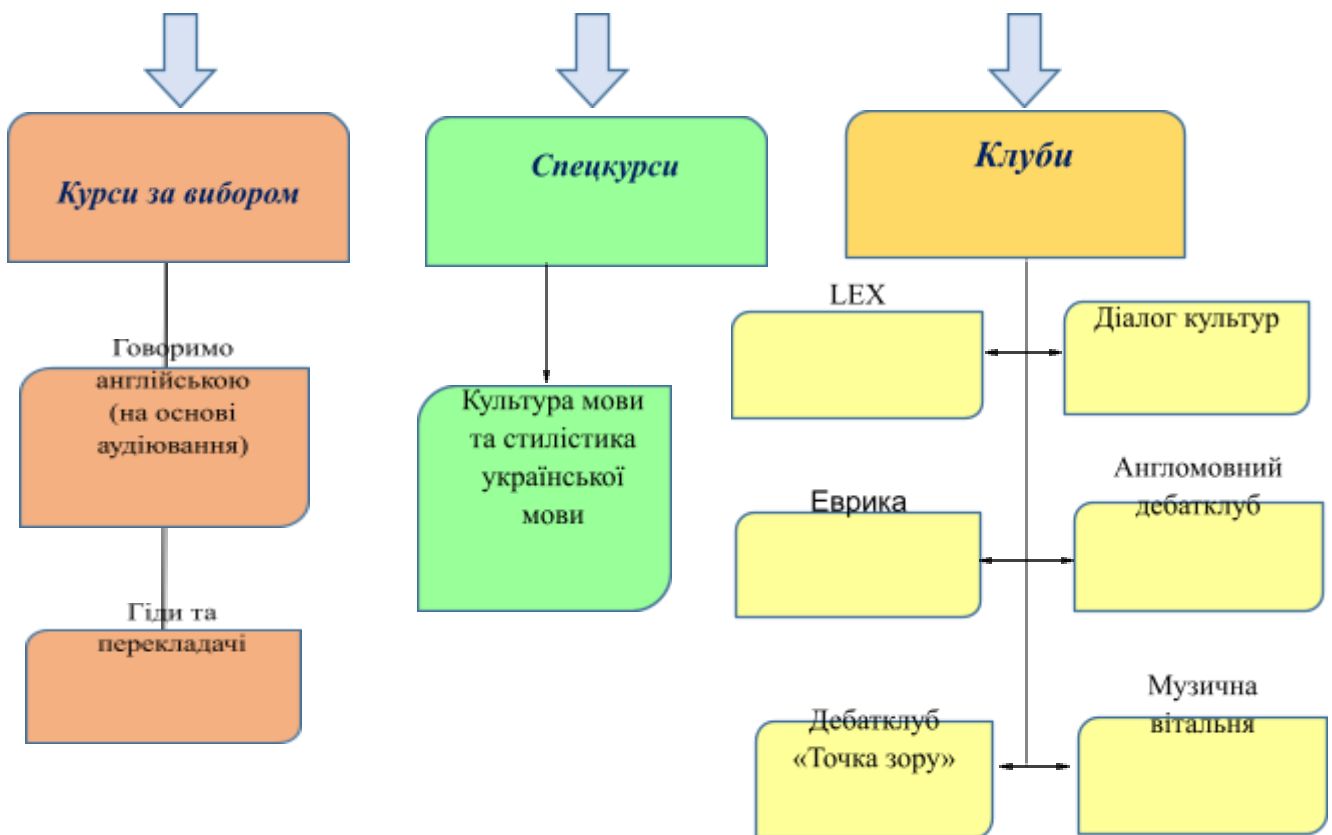 Курси за вибором
Спецкурси
Клуби
Говоримо
англійською
(на основі
аудіювання)
Гіди та
перекладачі
Культура мови
та стилістика
української
мови
LEX
Діалог культур
Еврика
Англомовний
дебатклуб
Дебатклуб
«Точка зору»
Музична
вітальня